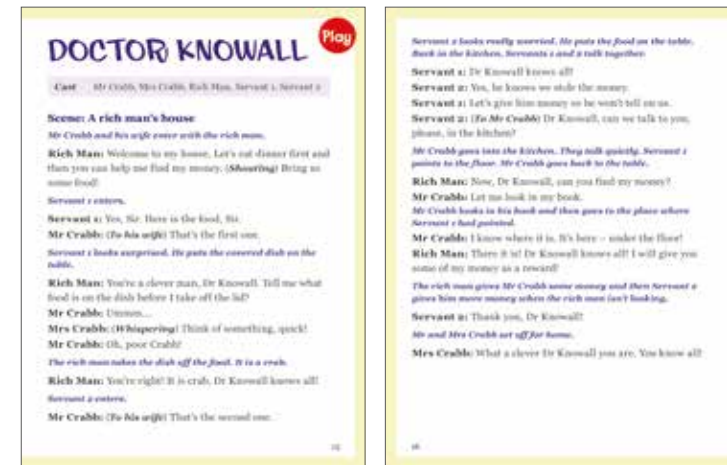 Play
DOCTOR KNOWALL
Cast Mr Crabb, Mrs Crabb, Rich Man, Servant 1, Servant 2
Scene: A rich man's house
Mr Crabb and his wife enter with the rich man.
Rich Man: Welcome to my house. Let's eat dinner first and
then you can help me find my money. (Shouting) Bring us
some food!
Servant 1 enters.
Servant 1: Yes, Sir. Here is the food, Sir.
Mr Crabb: (To his wife) That's the first one.
Servant 1 looks surprised. He puts the covered dish on the
table.
Rich Man: You're a clever man, Dr Knowall. Tell me what
food is on the dish before I take off the lid?
Mr Crabb: Ummm...
Mrs Crabb: (Whispering) Think of something, quick!
Mr Crabb: Oh, poor Crabb!
The rich man takes the dish off the food. It is a crab.
Rich Man: You're right! It is crab. Dr Knowall knows all!
Servant 2 enters.
Mr Crabb: (To his wife) That's the second one.
Servant 2 looks really worried. He puts the food on the table.
Back in the kitchen, Servants 1 and 2 talk together.
Servant 1: Dr Knowall knows all!
Servant 2: Yes, he knows we stole the money.
Servant 1: Let's give him money so he won't tell on us.
Servant 2: (To Mr Crabb) Dr Knowall, can we talk to you,
please, in the kitchen?
Mr Crabb goes into the kitchen. They talk quietly. Servant 1
points to the floor. Mr Crabb goes back to the table.
Rich Man: Now, Dr Knowall, can you find my money?
Mr Crabb: Let me look in my book.
Mr Crabb looks in his book and then goes to the place where
Servant 1 had pointed.
Mr Crabb: I know where it is. It's here – under the floor!
Rich Man: There it is! Dr Knowall knows all! I will give you
some of my money as a reward!
The rich man gives Mr Crabb some money and then Servant 2
gives him more money when the rich man isn't looking.
Servant 2: Thank you, Dr Knowall!
Mr and Mrs Crabb set off for home.
Mrs Crabb: What a clever Dr Knowall you are. You know all!